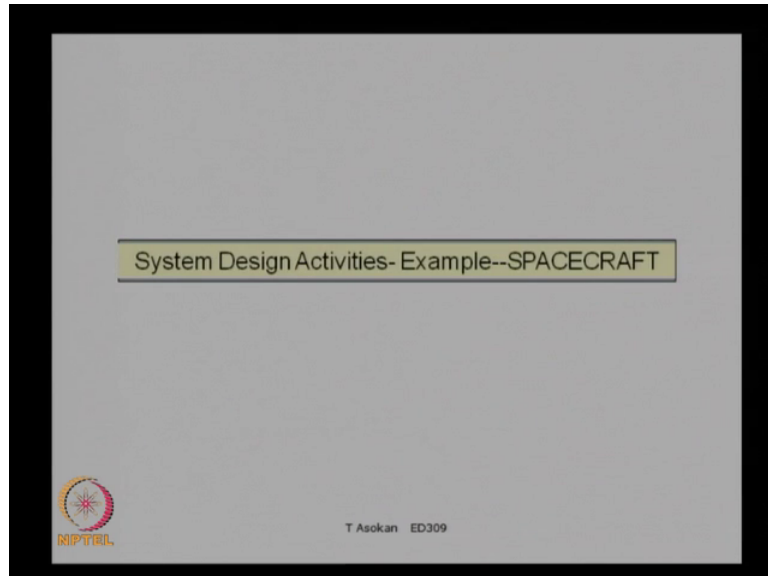 System Design Activities- Example--SPACECRAFT
NPTEL
T Asokan ED309